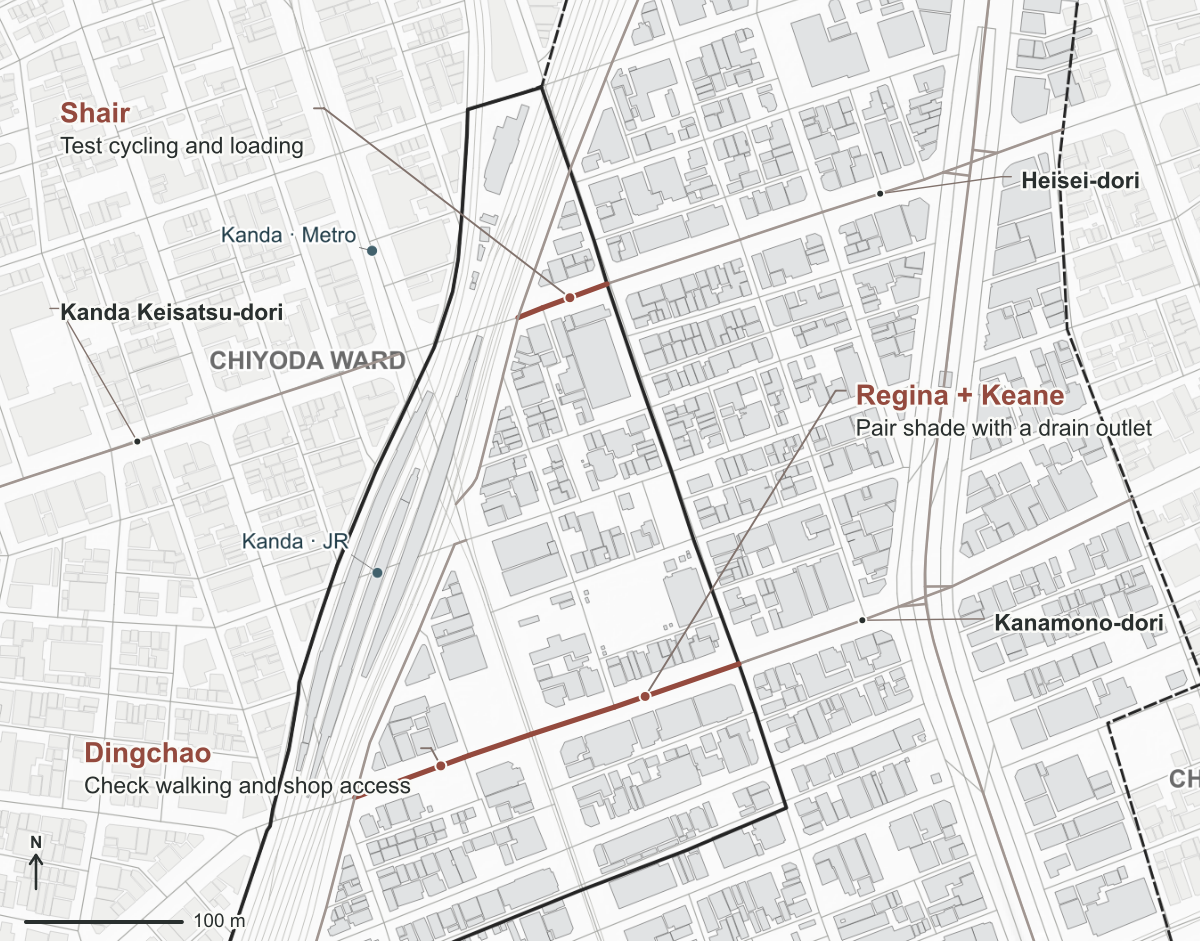 Shair
Test cycling and loading
Heisei-dori
Kanda · Metro
Kanda Keisatsu-dori
CHIYODA WARD
Regina + Keane
Pair shade with a drain outlet
Kanda · JR
Kanamono-dori
Dingchao
Check walking and shop access
CH
N
100 m